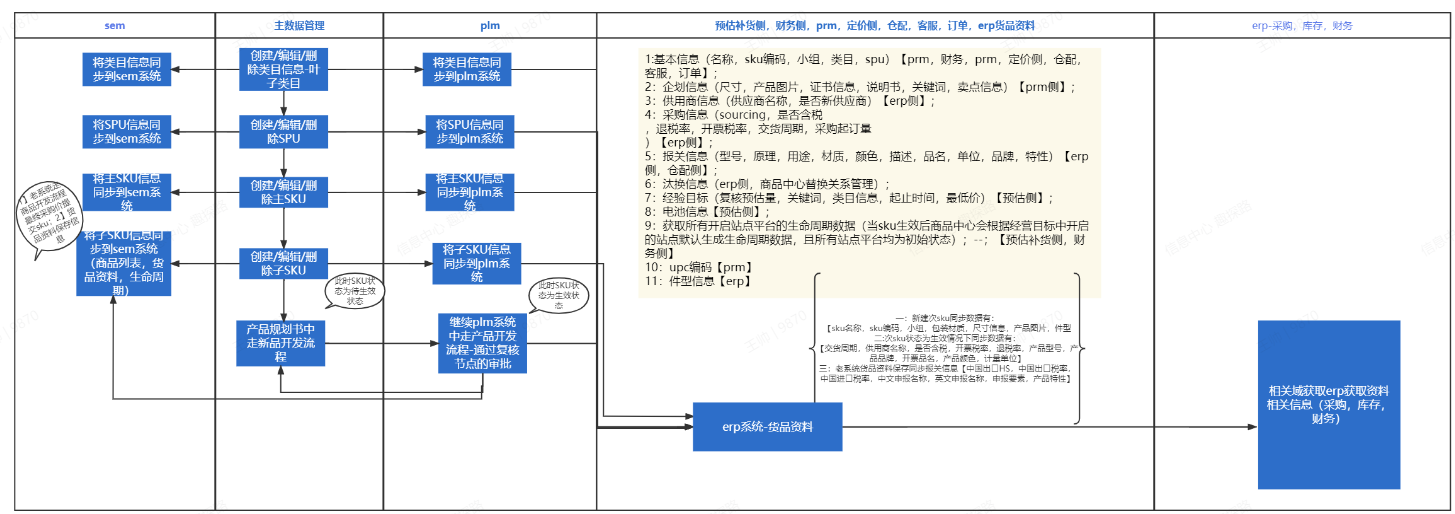 sem
主数据管理
plm
预估补货侧，财务侧，prm，定价侧，仓配，客服，订单，erp货品资料
erp-采购，库存，财务
将类目信息同
步到sem系统
创建/编辑/删
除类目信息-叶
子类目
将类目信息同
步到plm系统
将SPU信息同
步到sem系统
创建/编辑/删
除SPU
将SPU信息同
步到plm系统
将主SKU信息
同步到sem系
统
创建/编辑/删
除主SKU
将主SKU信息
同步到plm系
统
商品开发流程
最终采购价提
交sku；2】货
品资料保存信
息
将子SKU信息
同步到sem系统
（商品列表，货
品资料，生命周
期）
创建/编辑/删
除子SKU
将子SKU信息
同步到plm系
统
此时SKU状
态为待生效
状态
此时SKU状
态为生效状
态
产品规划书中
走新品开发流
程
继续plm系统
中走产品开发
流程-通过复核
节点的审批
1:基本信息（名称，sku编码，小组，类目，spu）【prm，财务，prm，定价侧，仓配，
客服，订单】；
2：企划信息（尺寸，产品图片，证书信息，说明书，关键词，卖点信息）【prm侧】；
3：供用商信息（供应商名称，是否新供应商）【erp侧】；
4：采购信息（sourcing，是否含税
，退税率，开票税率，交货周期，采购起订量
）【erp侧】；
5：报关信息（型号，原理，用途，材质，颜色，描述，品名，单位，品牌，特性）【erp
侧，仓配侧】；
6：汰换信息（erp侧，商品中心替换关系管理）；
7：经验目标（复核预估量，关键词，类目信息，起止时间，最低价）【预估侧】；
8：电池信息【预估侧】；
9：获取所有开启站点平台的生命周期数据（当sku生效后商品中心会根据经营目标中开启
的站点默认生成生命周期数据，且所有站点平台均为初始状态）；--；【预估补货侧，财
务侧】
10：upc编码【prm】
11：件型信息【erp】
一：新建次sku同步数据有：
【sku名称，sku编码，小组，包装材质，尺寸信息，产品图片，件型
二:次sku状态为生效情况下同步数据有：
【交货周期，供用商名称，是否含税，开票税率，退税率，产品型号，产
品品牌，开票品名，产品颜色，计量单位】
三：老系统货品资料保存同步报关信息【中国出口HS，中国出口税率，
中国进口税率，中文申报名称，英文申报名称，申报要素，产品特性】
erp系统-货品资料
相关域获取erp获取资料
相关信息（采购，库存，
财务）